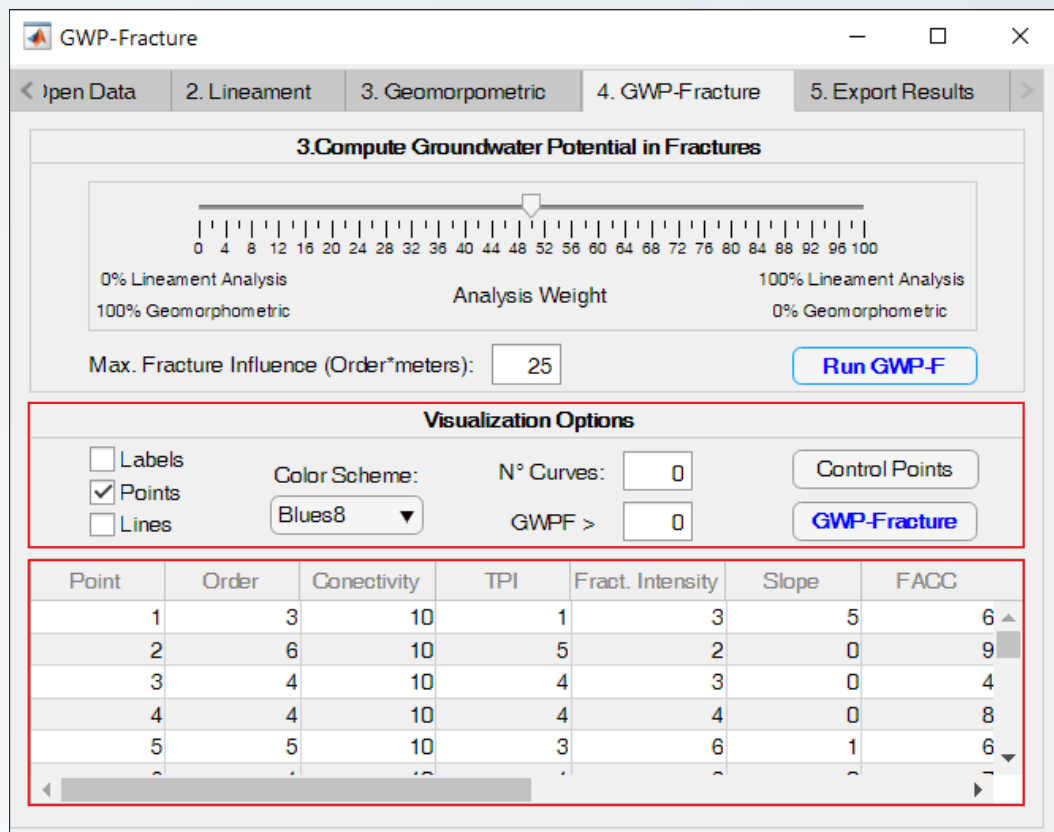 GWP-Fracture
Open Data 2. Lineament 3. Geomorpometric 4. GWP-Fracture 5. Export Results
3.Compute Groundwater Potential in Fractures
0 4 8 12 16 20 24 28 32 36 40 44 48 52 56 60 64 68 72 76 80 84 88 92 96 100
0% Lineament Analysis 100% Lineament Analysis
Analysis Weight
100% Geomorphometric 0% Geomorphometric
Max. Fracture Influence (Order*meters): 25 Run GWP-F
Visualization Options
Labels
Points
Lines
Color Scheme:
Blues8
N° Curves: 0
GWPF > 0
Control Points
GWP-Fracture
Point Order Conectivity TPI Fract. Intensity Slope FACC
1 3 10 1 3 5 6
2 6 10 5 2 0 9
3 4 10 4 3 0 4
4 4 10 4 4 0 8
5 5 10 3 6 1 6